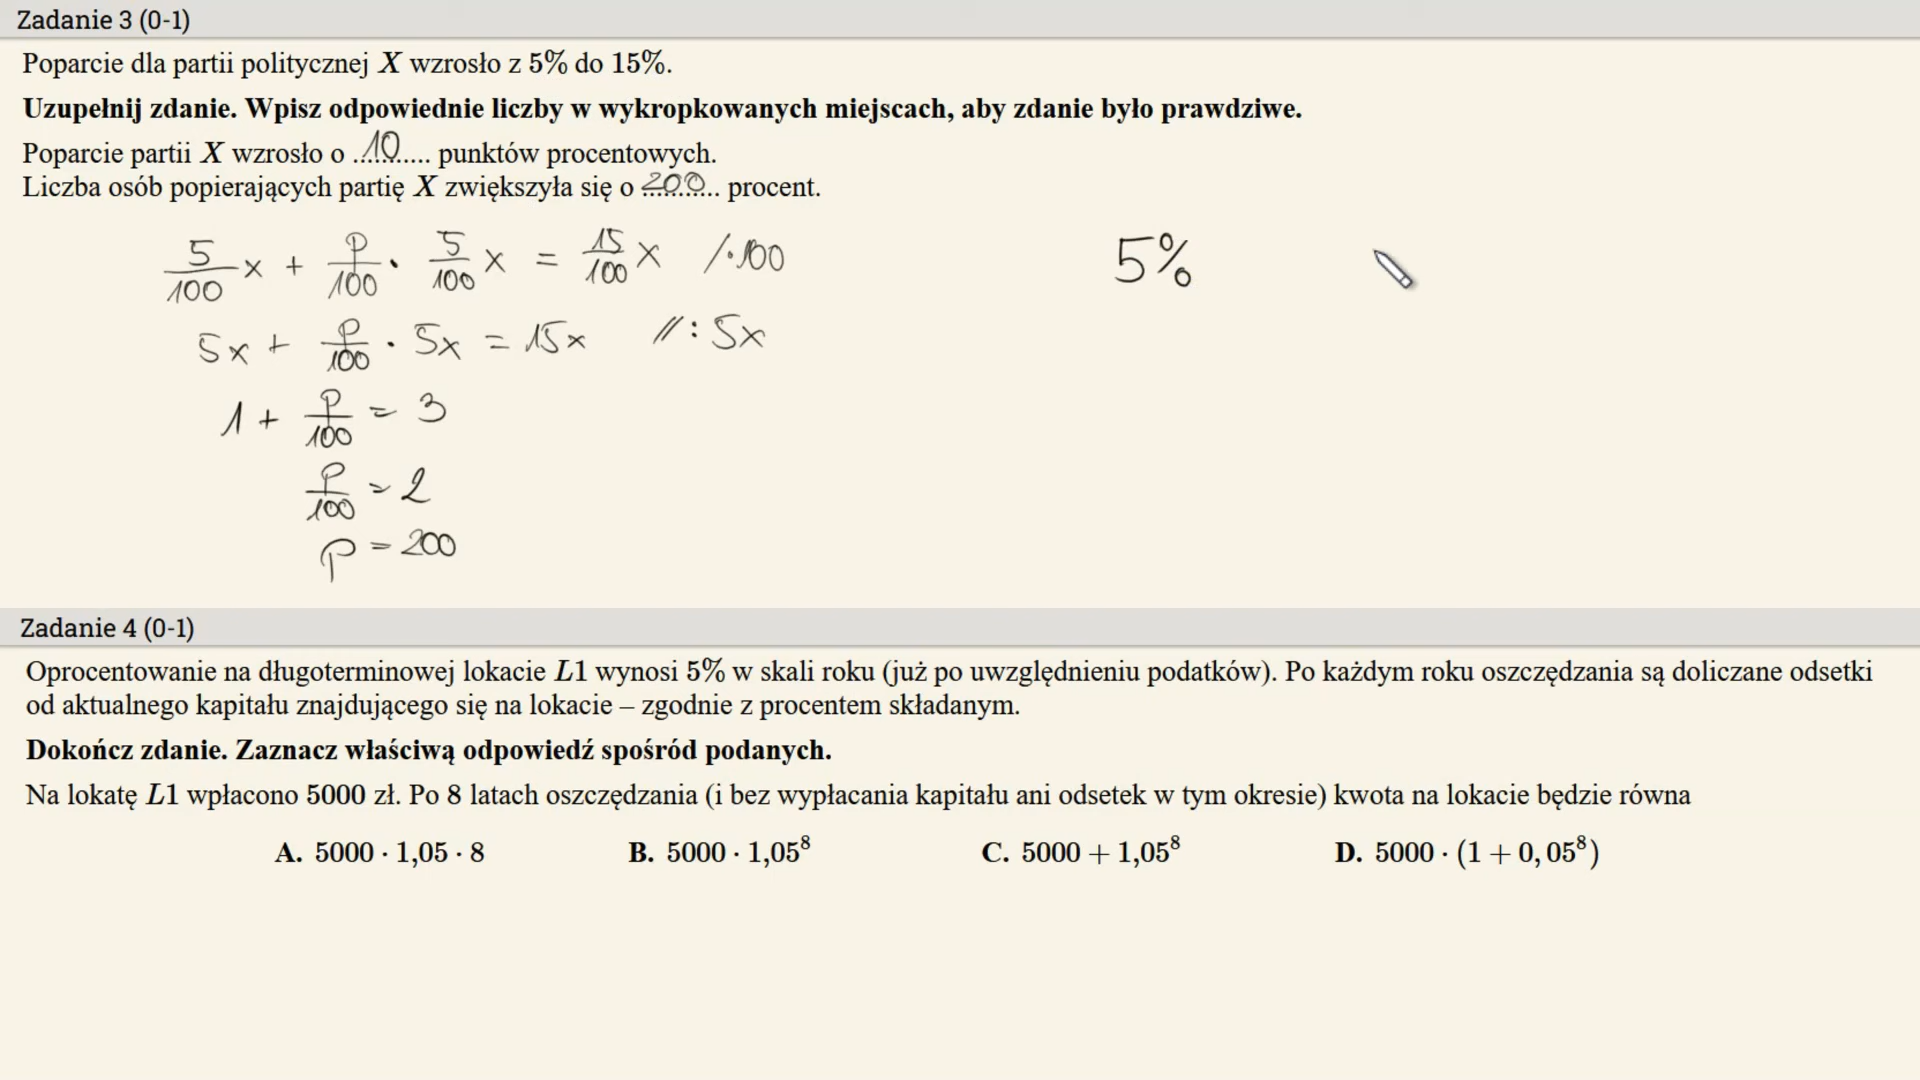 Zadanie 3 (0-1)
Poparcie dla partii politycznej X wzrosło z 5% do 15%.
Uzupełnij zdanie. Wpisz odpowiednie liczby w wykropkowanych miejscach, aby zdanie było prawdziwe.
Poparcie partii X wzrosło o ...10... punktów procentowych.
Liczba osób popierających partię X zwiększyła się o ...200... procent.
5/100 x + p/100 · 5/100 x = 15/100 x /·100
5%
5x + p/100 · 5x = 15x //: 5x
1 + p/100 = 3
p/100 = 2
p = 200
Zadanie 4 (0-1)
Oprocentowanie na długoterminowej lokacie L1 wynosi 5% w skali roku (już po uwzględnieniu podatków). Po każdym roku oszczędzania są doliczane odsetki
od aktualnego kapitału znajdującego się na lokacie – zgodnie z procentem składanym.
Dokończ zdanie. Zaznacz właściwą odpowiedź spośród podanych.
Na lokatę L1 wpłacono 5000 zł. Po 8 latach oszczędzania (i bez wypłacania kapitału ani odsetek w tym okresie) kwota na lokacie będzie równa
A. 5000 · 1,05 · 8 B. 5000 · 1,05⁸ C. 5000 + 1,05⁸ D. 5000 · (1 + 0, 05⁸)